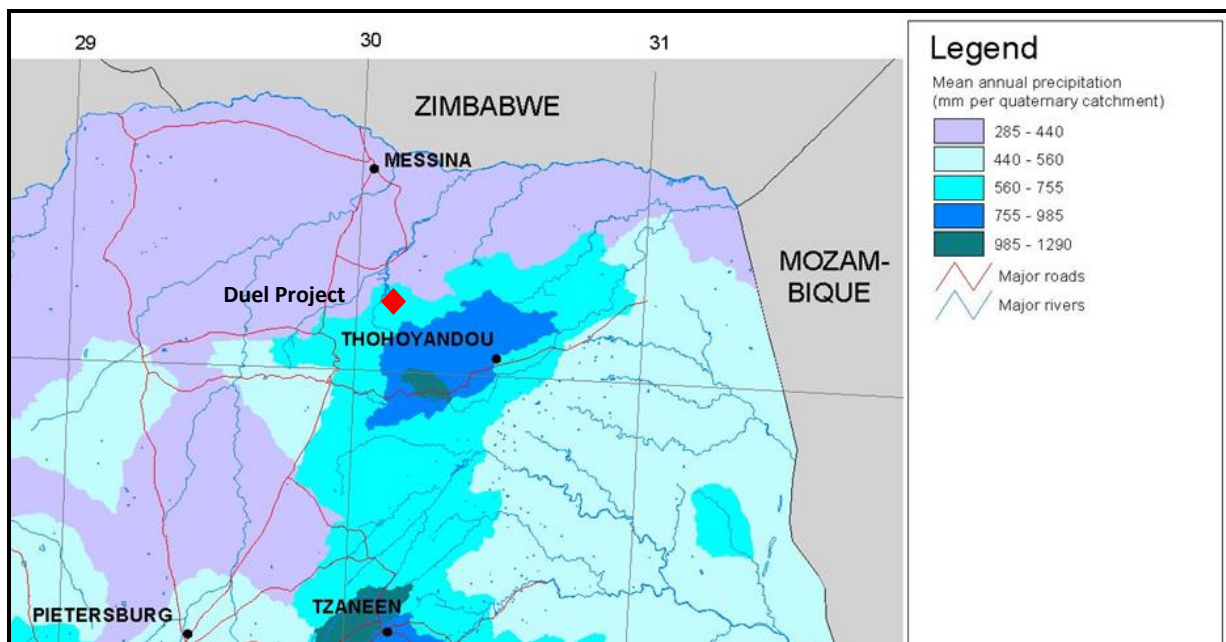 29
30
31
ZIMBABWE
MESSINA
MOZAM-
BIQUE
Duel Project
THOHOYANDOU
TZANEEN
PIETERSBURG
Legend
Mean annual precipitation
(mm per quaternary catchment)
285 - 440
440 - 560
560 - 755
755 - 985
985 - 1290
Major roads
Major rivers